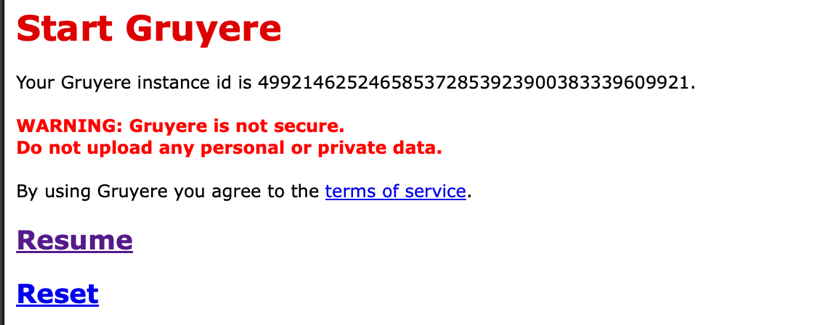 Start Gruyere
Your Gruyere instance id is 499214625246585372853923900383339609921.
WARNING: Gruyere is not secure.
Do not upload any personal or private data.
By using Gruyere you agree to the terms of service.
Resume
Reset